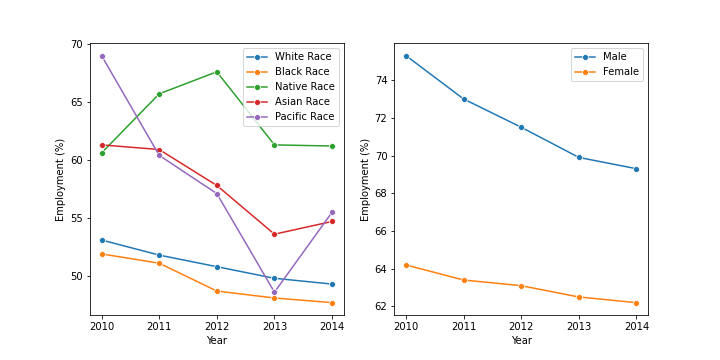 70
65
60
55
50
Employment (%)
2010 2011 2012 2013 2014
Year
White Race
Black Race
Native Race
Asian Race
Pacific Race
74
72
70
68
66
64
62
Employment (%)
2010 2011 2012 2013 2014
Year
Male
Female